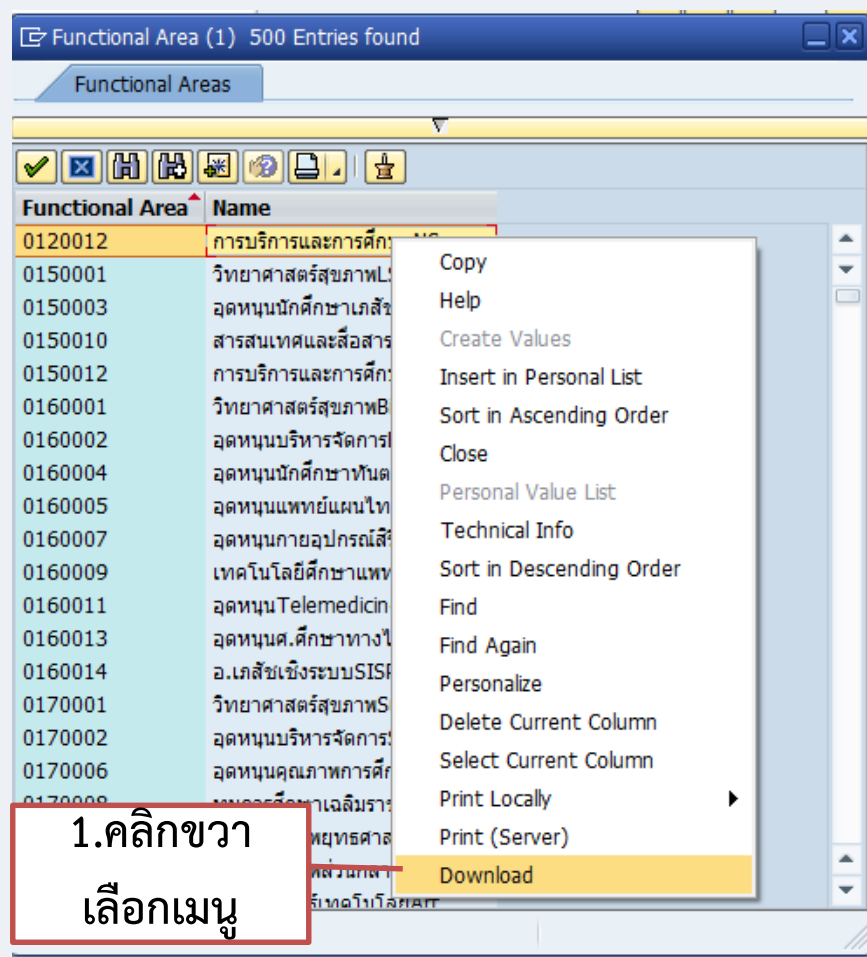 Functional Area (1) 500 Entries found
Functional Areas
Functional Area Name
0120012 การบริการและการศึกษา
0150001 วิทยาศาสตร์สุขภาพ
0150003 อุดหนุนนักศึกษาเภสัช
0150010 สารสนเทศและสื่อสาร
0150012 การบริการและการศึกษา
0160001 วิทยาศาสตร์สุขภาพ
0160002 อุดหนุนบริหารจัดการ
0160004 อุดหนุนนักศึกษาทันต
0160005 อุดหนุนแพทย์แผนไท
0160007 อุดหนุนกายอุปกรณ์
0160009 เทคโนโลยีศึกษาแพท
0160011 อุดหนุนTelemedicin
0160013 อุดหนุนศ.ศึกษาทาง
0160014 อ.เภสัชเชิงระบบSISP
0170001 วิทยาศาสตร์สุขภาพS
0170002 อุดหนุนบริหารจัดการ
0170006 อุดหนุนคุณภาพการศึก
0170008
Copy
Help
Create Values
Insert in Personal List
Sort in Ascending Order
Close
Personal Value List
Technical Info
Sort in Descending Order
Find
Find Again
Personalize
Delete Current Column
Select Current Column
Print Locally
Print (Server)
Download
1.คลิกขวา
เลือกเมนู